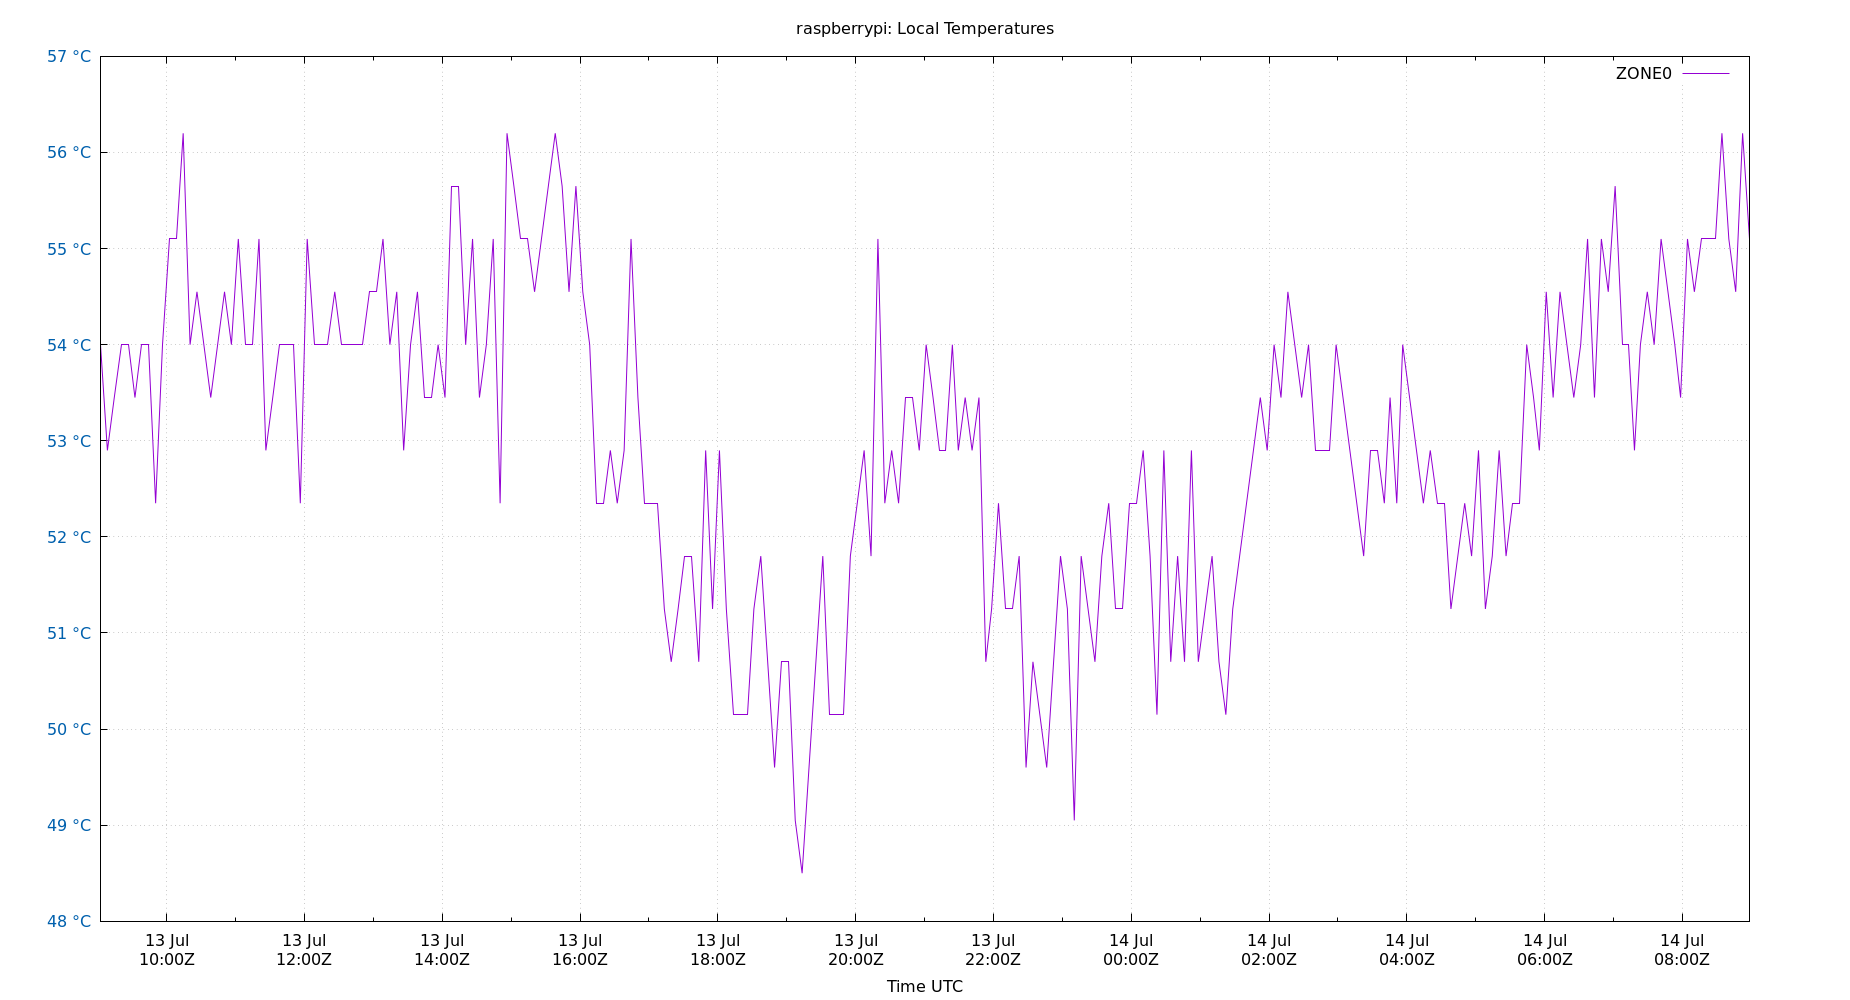 raspberrypi: Local Temperatures
57 °C
ZONE0
56 °C
55 °C
54 °C
53 °C
52 °C
51 °C
50 °C
49 °C
48 °C
13 Jul 13 Jul 13 Jul 13 Jul 13 Jul 13 Jul 13 Jul 14 Jul 14 Jul 14 Jul 14 Jul 14 Jul
10:00Z 12:00Z 14:00Z 16:00Z 18:00Z 20:00Z 22:00Z 00:00Z 02:00Z 04:00Z 06:00Z 08:00Z
Time UTC